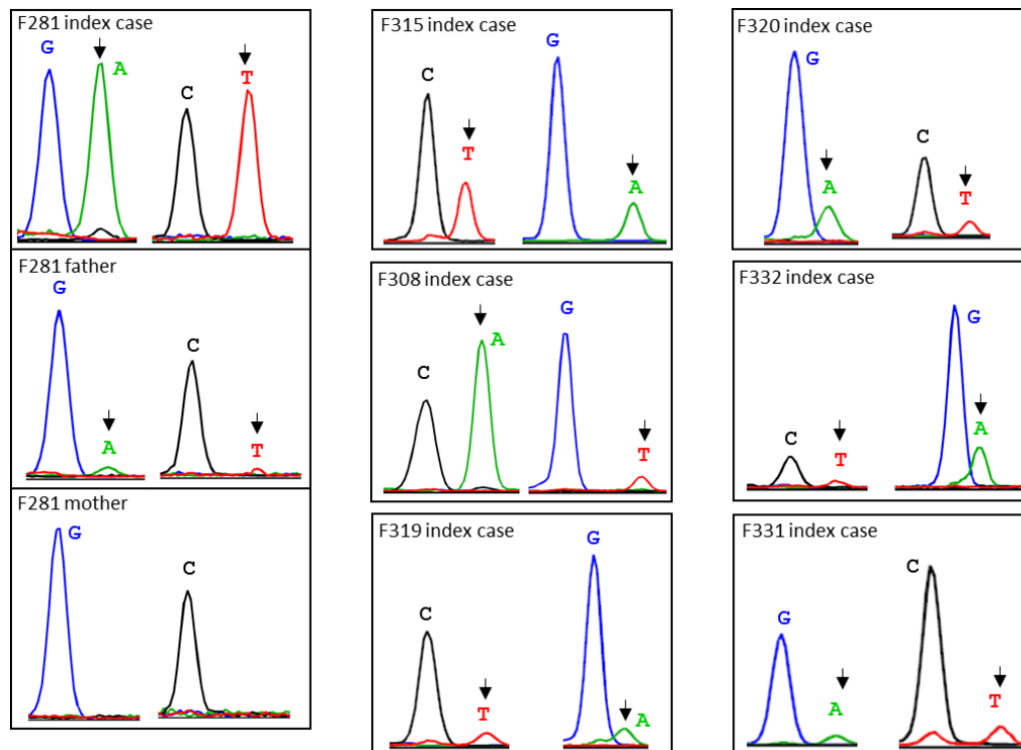 F281 index case
G
A
C
T
F281 father
G
A
C
T
F281 mother
G
C
F315 index case
C
T
G
A
F308 index case
C
A
G
T
F319 index case
C
T
G
A
F320 index case
G
A
C
T
F332 index case
C
T
G
A
F331 index case
G
A
C
T